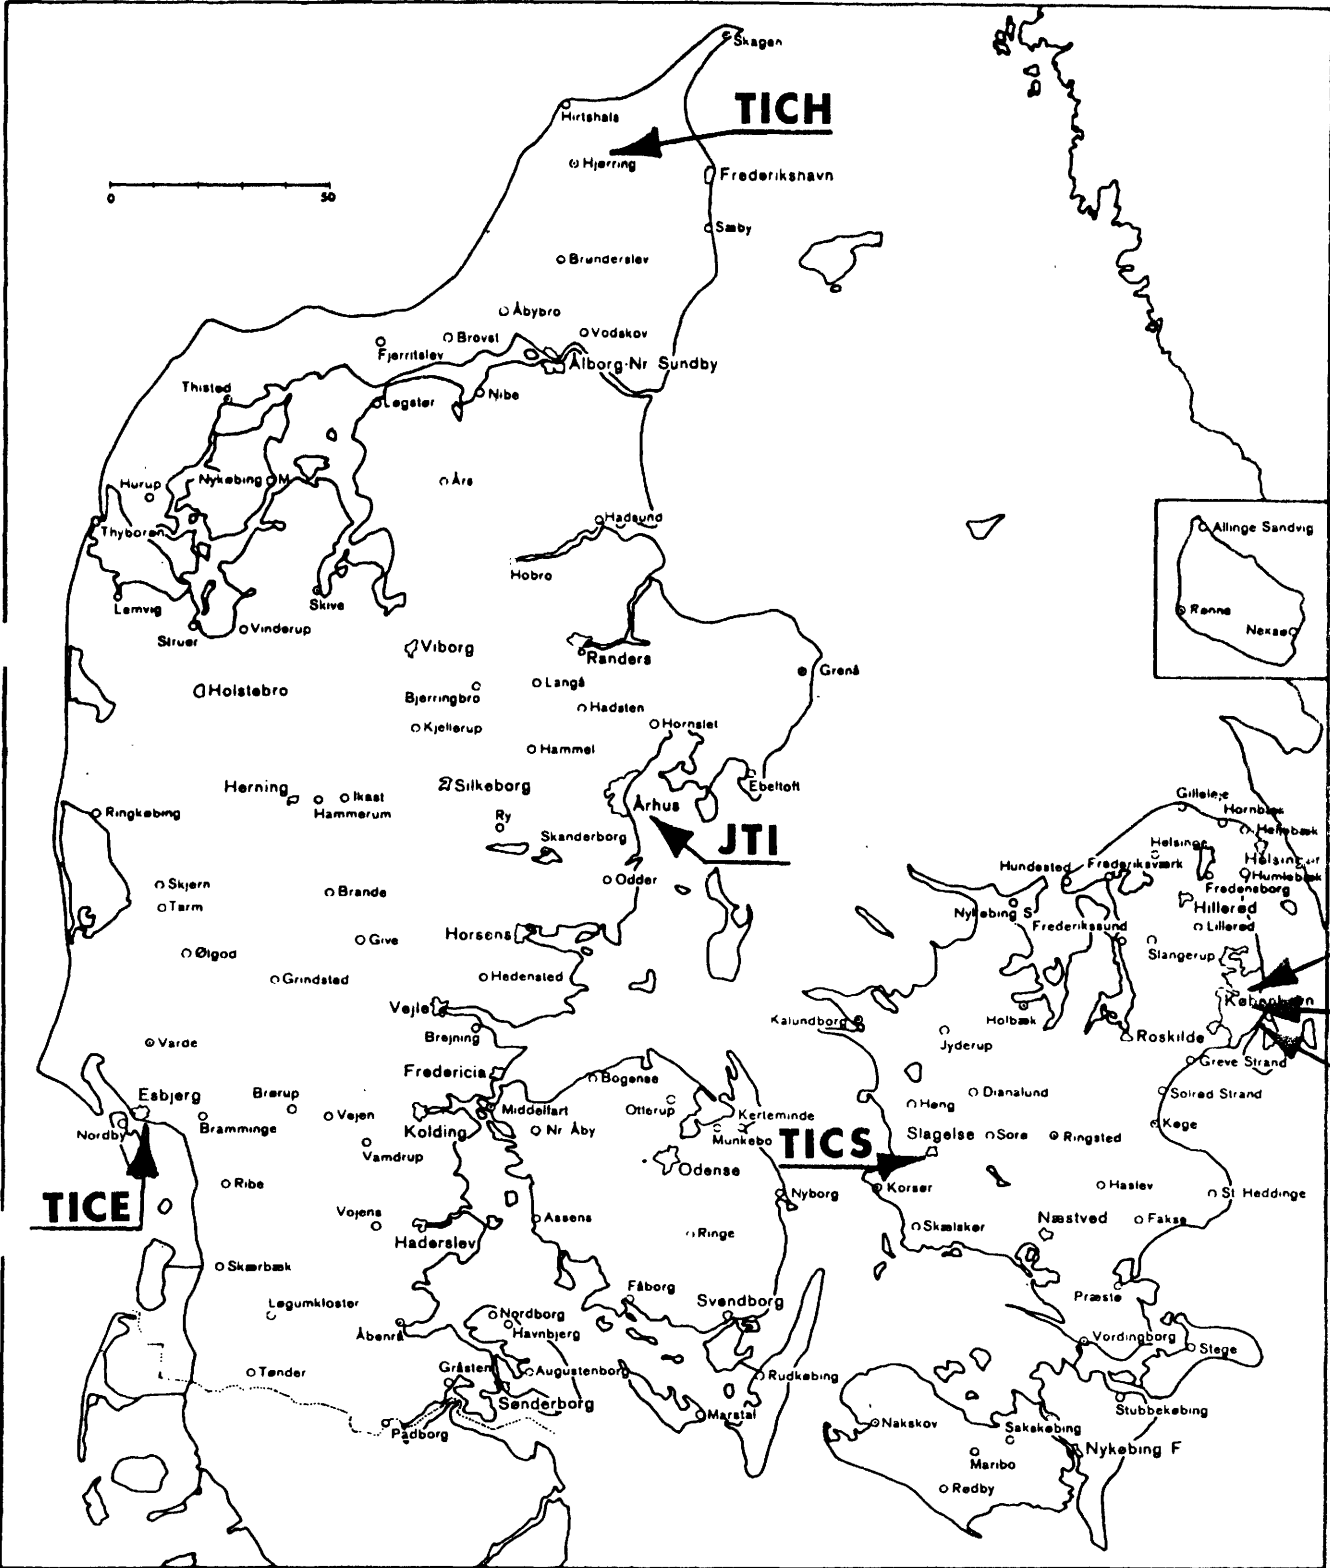 Skagen
TICH
Hirtshals
Hjørring
Frederikshavn
0 50
Sæby
Brønderslev
Åbybro
Brovst
Vodskov
Fjerritslev
Ålborg-Nr Sundby
Thisted
Løgstør
Nibe
Nykøbing M
Års
Hurup
Thyborøn
Hadsund
Allinge Sandvig
Hobro
Lemvig
Skive
Rønne
Struer
Vinderup
Nexsø
Viborg
Randers
Grenå
Holstebro
Bjerringbro
Langå
Hadsten
Kjellerup
Hornslet
Hammel
Herning
Silkeborg
Ebeltoft
Ikast
Århus
Gilleleje
Ringkøbing
Hammerum
Ry
Hornbæk
Skanderborg
JTI
Hellebæk
Helsinge
Helsingør
Hundested
Frederiksværk
Humlebæk
Skjern
Brande
Odder
Fredensborg
Tarm
Nykøbing S
Hillerød
Horsens
Frederikssund
Lillerød
Give
Ølgod
Slangerup
Grindsted
Hedensted
København
Vejle
Kalundborg
Holbæk
Brejning
Jyderup
Roskilde
Varde
Greve Strand
Fredericia
Bogense
Esbjerg
Brørup
Dianalund
Solrød Strand
Otterup
Høng
Vejen
Middelfart
Kerteminde
Nordby
Bramminge
Kolding
Nr Åby
Munkebo
Slagelse
Sorø
Ringsted
Køge
Vamdrup
TICS
Odense
Ribe
Nyborg
Korsør
Haslev
St Heddinge
TICE
Vojens
Assens
Skælskør
Næstved
Fakse
Haderslev
Ringe
Skærbæk
Fåborg
Præstø
Løgumkloster
Nordborg
Svendborg
Åbenrå
Havnbjerg
Vordingborg
Stege
Tønder
Gråsten
Augustenborg
Rudkøbing
Sønderborg
Stubbekøbing
Marstal
Nakskov
Padborg
Sakskøbing
Maribo
Nykøbing F
Rødby